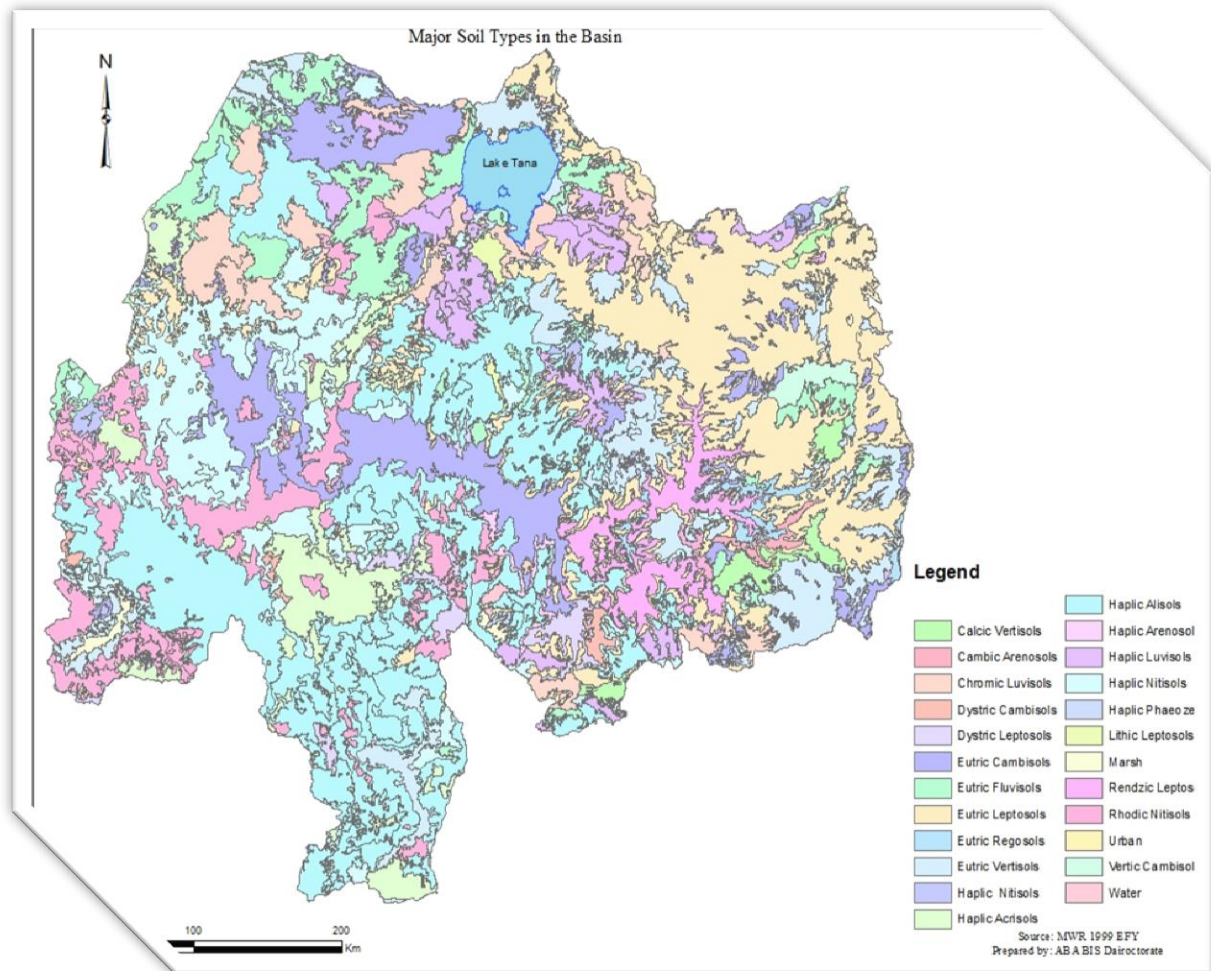 Major Soil Types in the Basin
N
Lake Tana
Legend
Calcic Vertisols
Cambic Arenosols
Chromic Luvisols
Dystric Cambisols
Dystric Leptosols
Eutric Cambisols
Eutric Fluvisols
Eutric Leptosols
Eutric Regosols
Eutric Vertisols
Haplic Nitisols
Haplic Acrisols
Haplic Alisols
Haplic Arenosol
Haplic Luvisols
Haplic Nitisols
Haplic Phaeoze
Lithic Leptosols
Marsh
Rendzic Leptos
Rhodic Nitisols
Urban
Vertic Cambisol
Water
100 200
Km
Source: MWR 1999 EFY
Prepared by: ABA BIS Dairoctorate